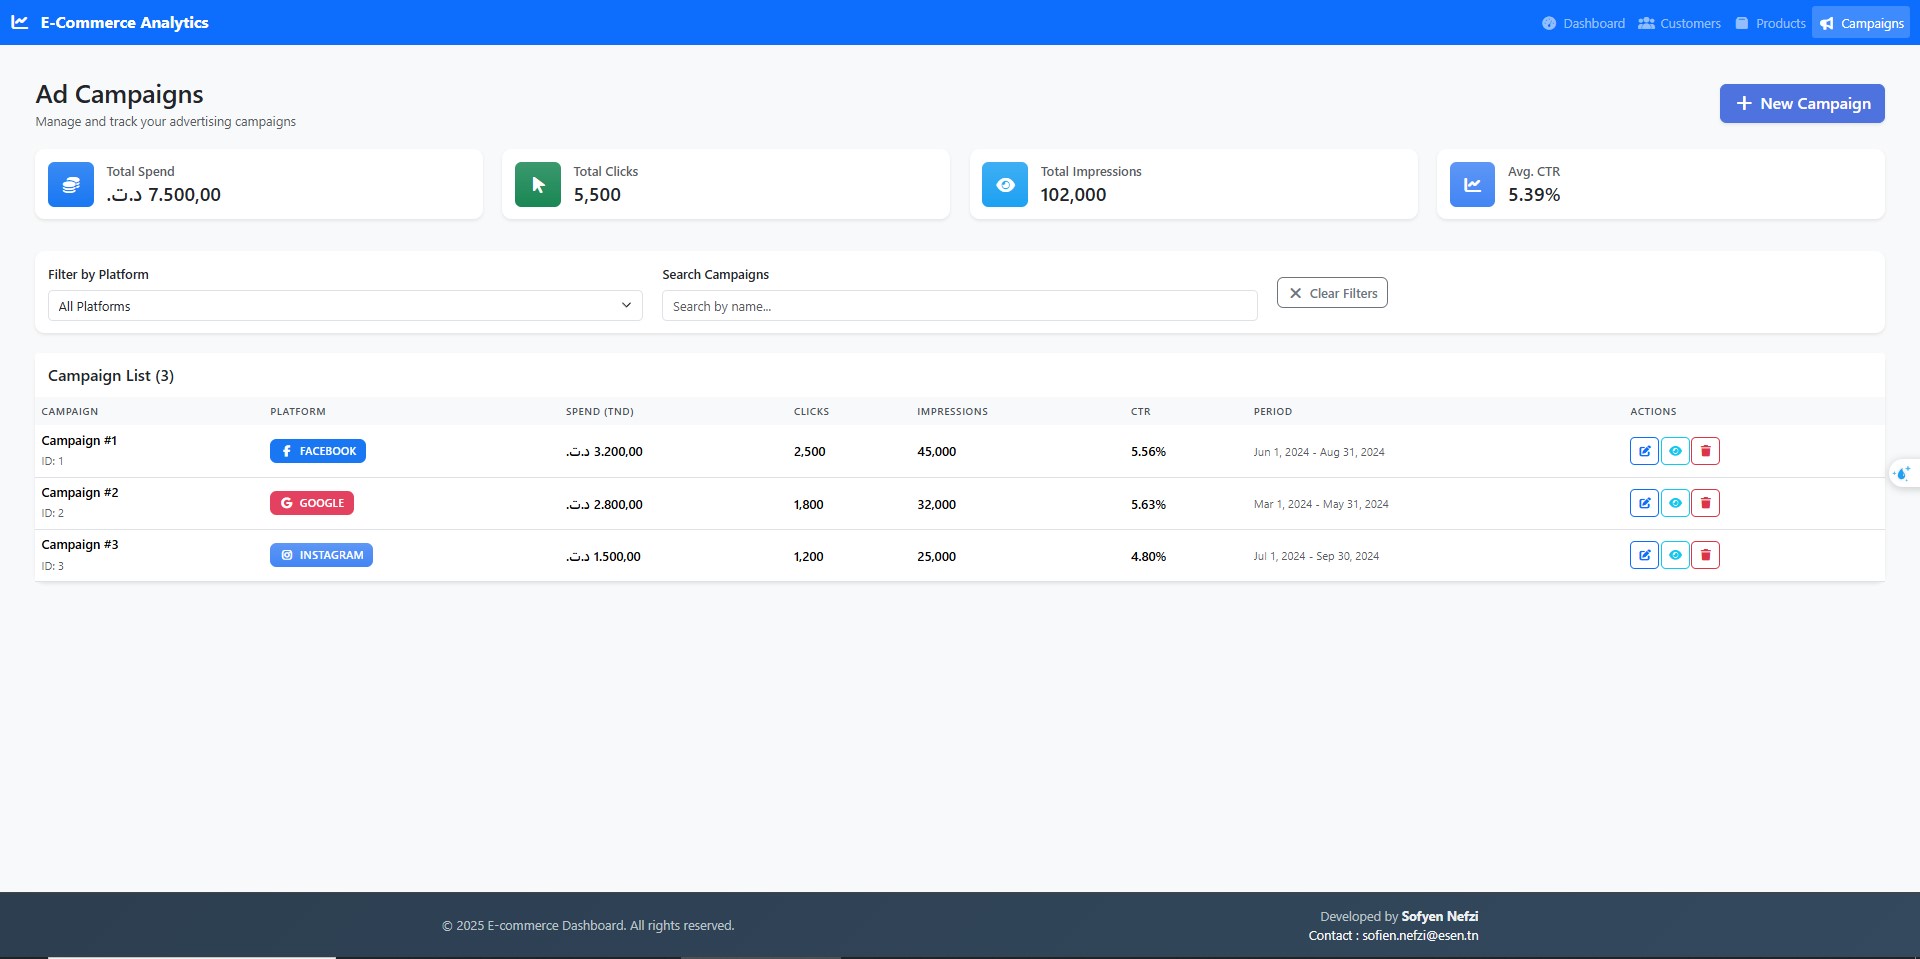 E-Commerce Analytics
Dashboard
Customers
Products
Campaigns
Ad Campaigns
Manage and track your advertising campaigns
New Campaign
Total Spend
د.ت.‏ 7.500,00
Total Clicks
5,500
Total Impressions
102,000
Avg. CTR
5.39%
Filter by Platform
All Platforms
Search Campaigns
Search by name...
Clear Filters
Campaign List (3)
CAMPAIGN PLATFORM SPEND (TND) CLICKS IMPRESSIONS CTR PERIOD ACTIONS
Campaign #1
ID: 1
FACEBOOK
د.ت.‏ 3.200,00
2,500
45,000
5.56%
Jun 1, 2024 - Aug 31, 2024
Campaign #2
ID: 2
GOOGLE
د.ت.‏ 2.800,00
1,800
32,000
5.63%
Mar 1, 2024 - May 31, 2024
Campaign #3
ID: 3
INSTAGRAM
د.ت.‏ 1.500,00
1,200
25,000
4.80%
Jul 1, 2024 - Sep 30, 2024
© 2025 E-commerce Dashboard. All rights reserved.
Developed by Sofyen Nefzi
Contact : sofien.nefzi@esen.tn